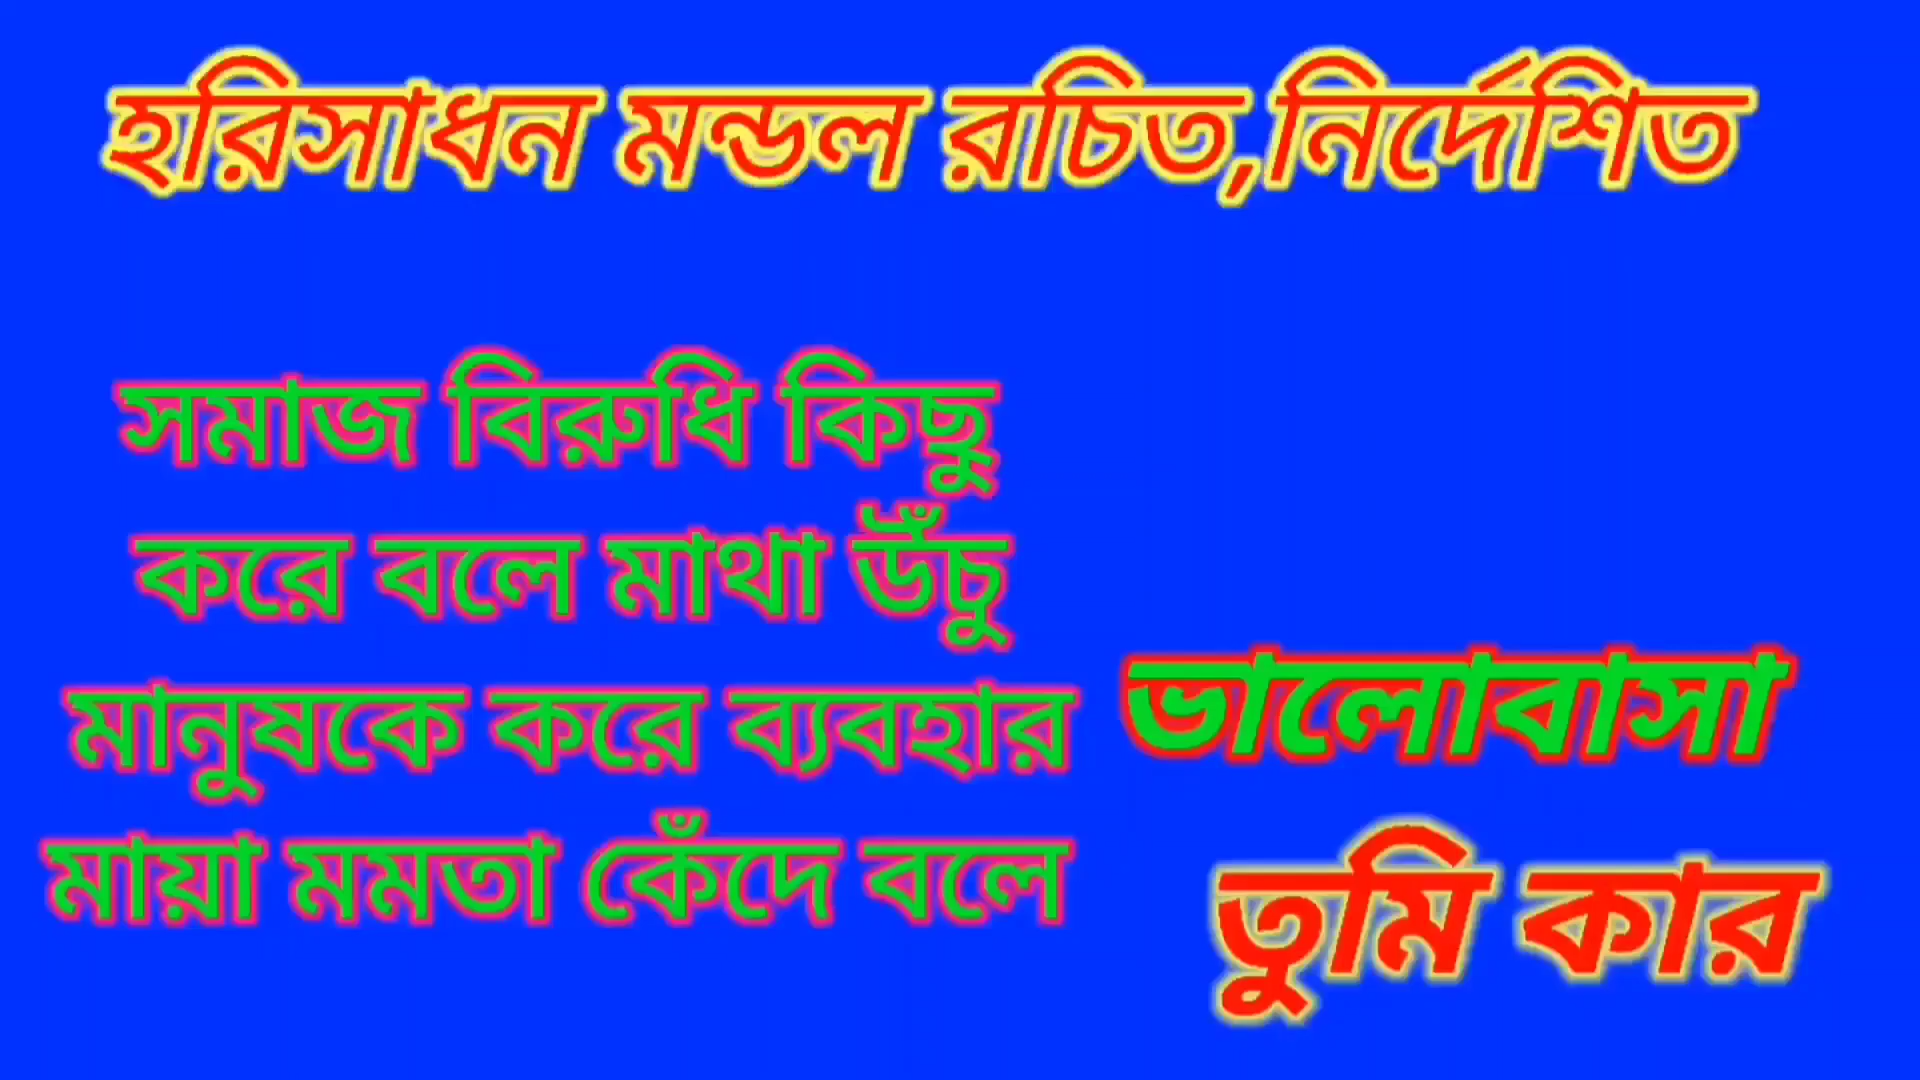 হরিসাধন মন্ডল রচিত,নির্দেশিত
সমাজ বিরুধি কিছু
করে বলে মাথা উঁচু
মানুষকে করে ব্যবহার
মায়া মমতা কেঁদে বলে
ভালোবাসা
তুমি কার